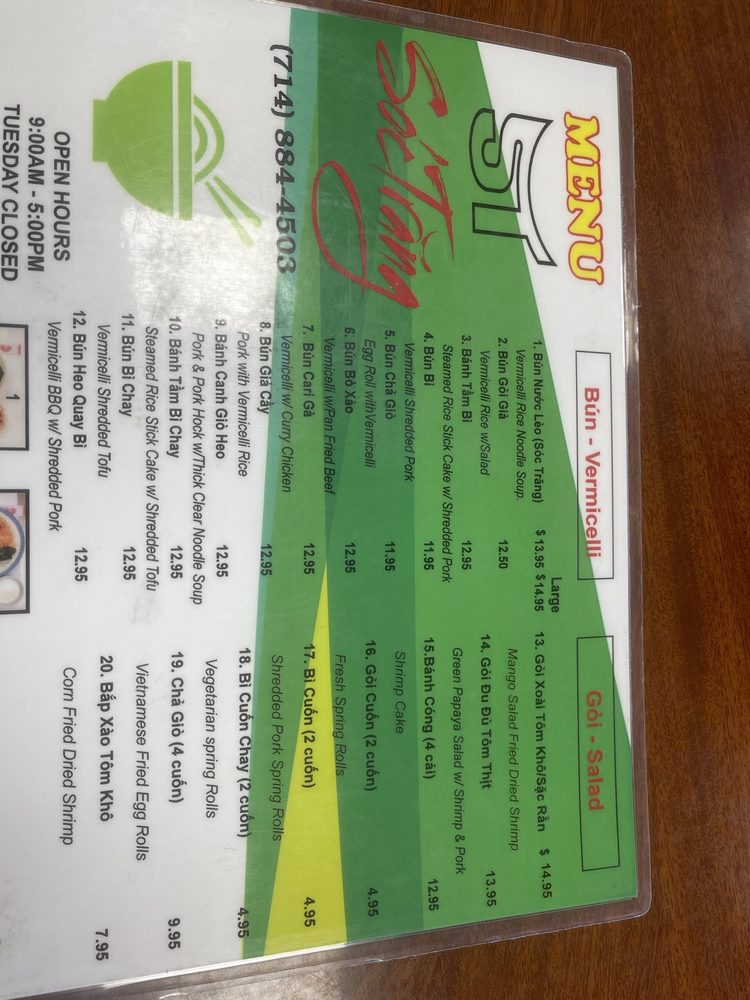 MENU
ST
Sóc Trăng
(714) 884-4503
OPEN HOURS
9:00AM - 5:00PM
TUESDAY CLOSED
Bún - Vermicelli
Large
1. Bún Nước Lèo (Sóc Trăng) $ 13.95 $ 14.95
Vermicelli Rice Noodle Soup.
2. Bún Gỏi Già 12.50
Vermicelli Rice w/Salad
3. Bánh Tằm Bì 12.95
Steamed Rice Stick Cake w/ Shredded Pork
4. Bún Bì 11.95
Vermicelli Shredded Pork
5. Bún Chả Giò 11.95
Egg Roll withVermicelli
6. Bún Bò Xào 12.95
Vermicelli w/Pan Fried Beef
7. Bún Cari Gà 12.95
Vermicelli w/ Curry Chicken
8. Bún Giả Cầy 12.95
Pork with Vermicelli Rice
9. Bánh Canh Giò Heo 12.95
Pork & Pork Hock w/Thick Clear Noodle Soup
10. Bánh Tằm Bì Chay 12.95
Steamed Rice Stick Cake w/ Shredded Tofu
11. Bún Bì Chay 12.95
Vermicelli Shredded Tofu
12. Bún Heo Quay Bì 12.95
Vermicelli BBQ w/ Shredded Pork
1
Gỏi - Salad
13. Gỏi Xoài Tôm Khô/Sặc Rằn $ 14.95
Mango Salad Fried Dried Shrimp
14. Gỏi Đu Đủ Tôm Thịt 13.95
Green Papaya Salad w/ Shrimp & Pork
15.Bánh Cóng (4 cái) 12.95
Shrimp Cake
16. Gỏi Cuốn (2 cuốn) 4.95
Fresh Spring Rolls
17. Bì Cuốn (2 cuốn) 4.95
Shredded Pork Spring Rolls
18. Bì Cuốn Chay (2 cuốn) 4.95
Vegetarian Spring Rolls
19. Chả Giò (4 cuốn) 9.95
Vietnamese Fried Egg Rolls
20. Bắp Xào Tôm Khô 7.95
Corn Fried Dried Shrimp